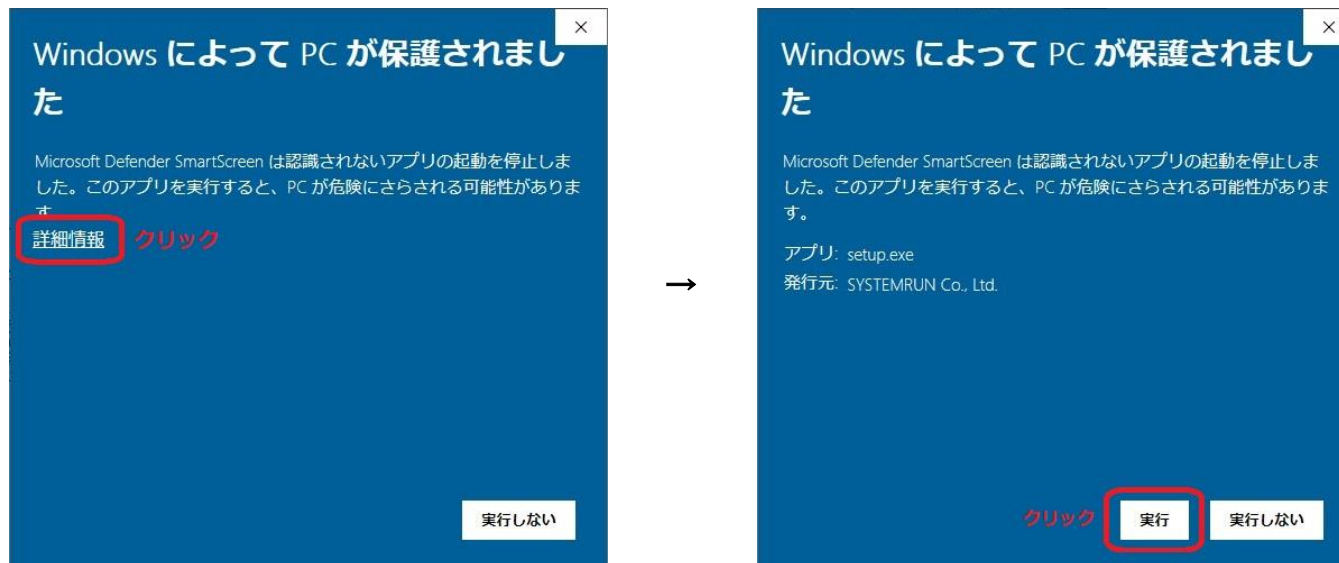 Windows によって PC が保護されまし
た
Microsoft Defender SmartScreen は認識されないアプリの起動を停止しま
した。このアプリを実行すると、PC が危険にさらされる可能性がありま
す。
詳細情報 クリック
実行しない
→
Windows によって PC が保護されまし
た
Microsoft Defender SmartScreen は認識されないアプリの起動を停止しま
した。このアプリを実行すると、PC が危険にさらされる可能性がありま
す。
アプリ: setup.exe
発行元: SYSTEMRUN Co., Ltd.
クリック 実行 実行しない